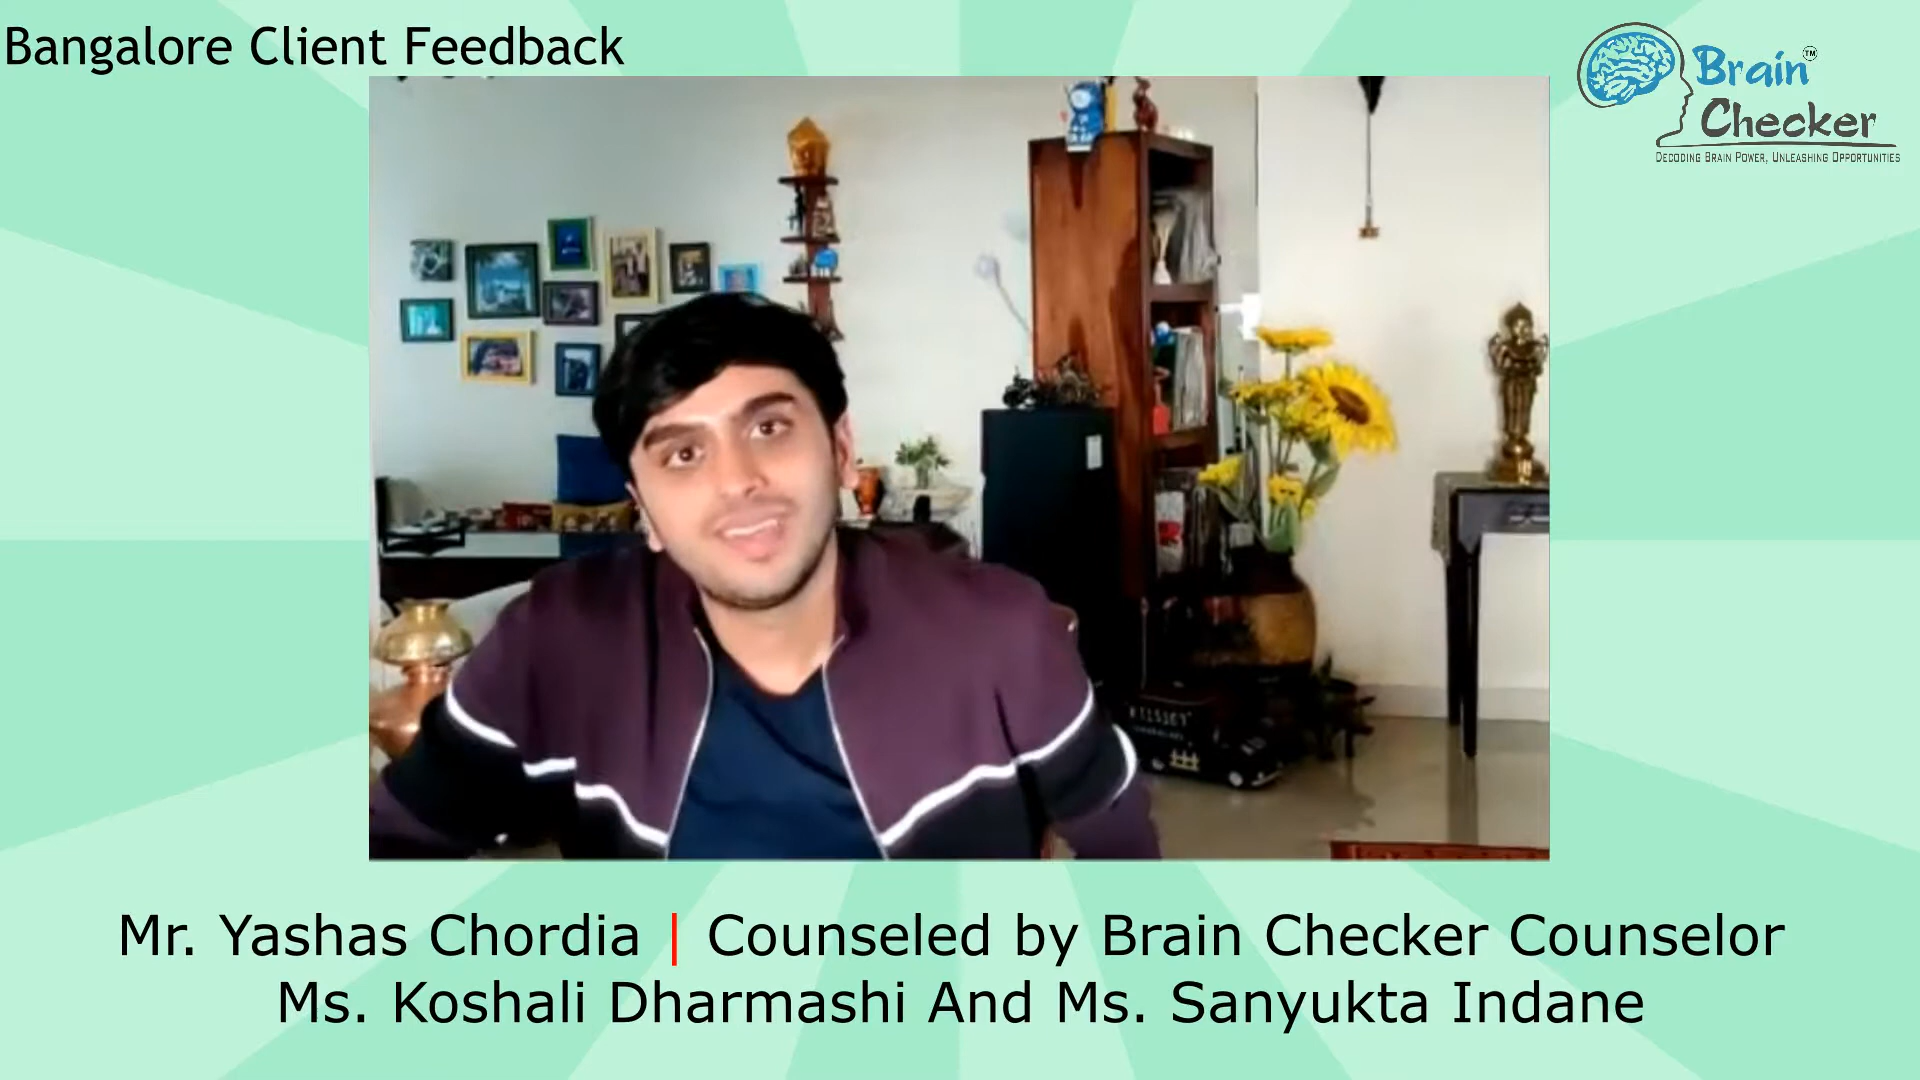 Bangalore Client Feedback
Brain™
Checker
DECODING BRAIN POWER, UNLEASHING OPPORTUNITIES
Mr. Yashas Chordia | Counseled by Brain Checker Counselor
Ms. Koshali Dharmashi And Ms. Sanyukta Indane